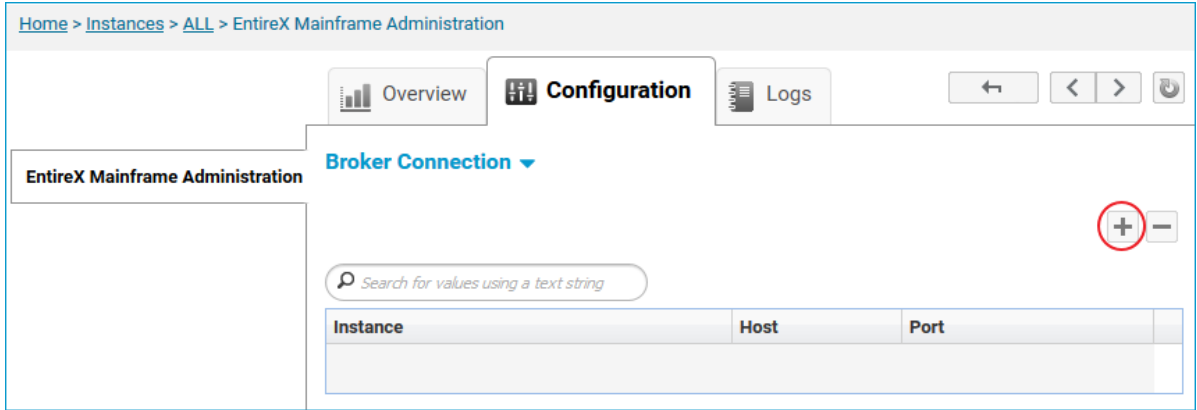 Home > Instances > ALL > EntireX Mainframe Administration
Overview
Configuration
Logs
EntireX Mainframe Administration
Broker Connection
Search for values using a text string
Instance Host Port